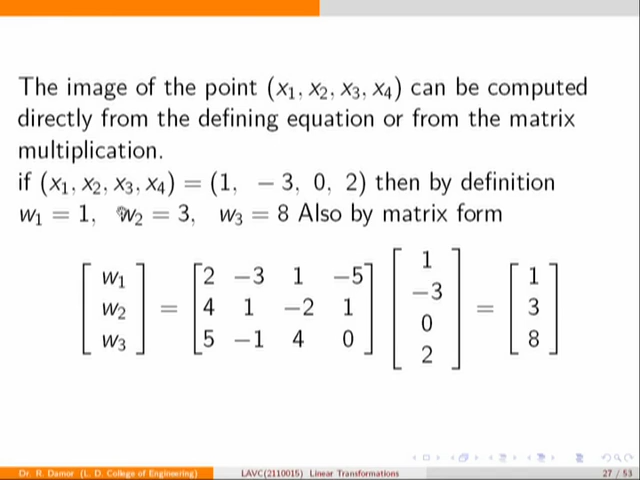 The image of the point (x₁, x₂, x₃, x₄) can be computed
directly from the defining equation or from the matrix
multiplication.
if (x₁, x₂, x₃, x₄) = (1, − 3, 0, 2) then by definition
w₁ = 1, w₂ = 3, w₃ = 8 Also by matrix form
[w₁ w₂ w₃] = [2 −3 1 −5 4 1 −2 1 5 −1 4 0] [1 −3 0 2] = [1 3 8]
Dr. R. Damor (L. D. College of Engineering) LAVC(2110015) Linear Transformations 27 / 53